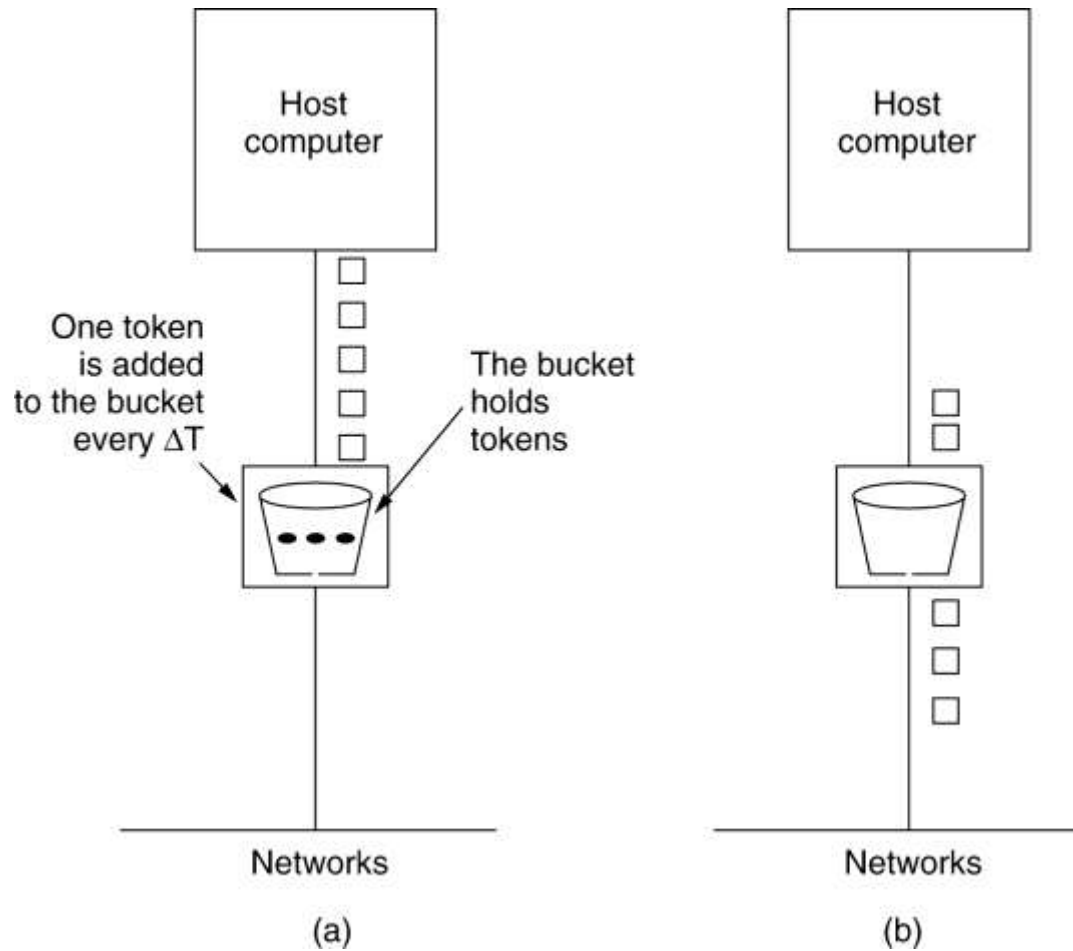 Host
computer
Host
computer
One token
is added
to the bucket
every ΔT
The bucket
holds
tokens
Networks
Networks
(a)
(b)